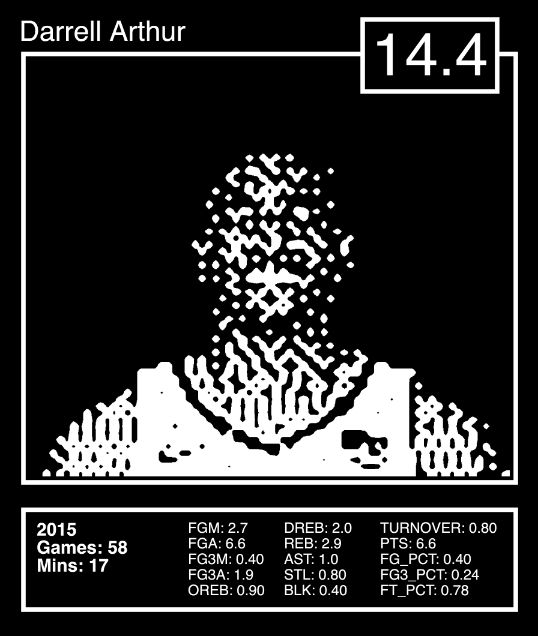 Darrell Arthur
14.4
2015
Games: 58
Mins: 17
FGM: 2.7
FGA: 6.6
FG3M: 0.40
FG3A: 1.9
OREB: 0.90
DREB: 2.0
REB: 2.9
AST: 1.0
STL: 0.80
BLK: 0.40
TURNOVER: 0.80
PTS: 6.6
FG_PCT: 0.40
FG3_PCT: 0.24
FT_PCT: 0.78